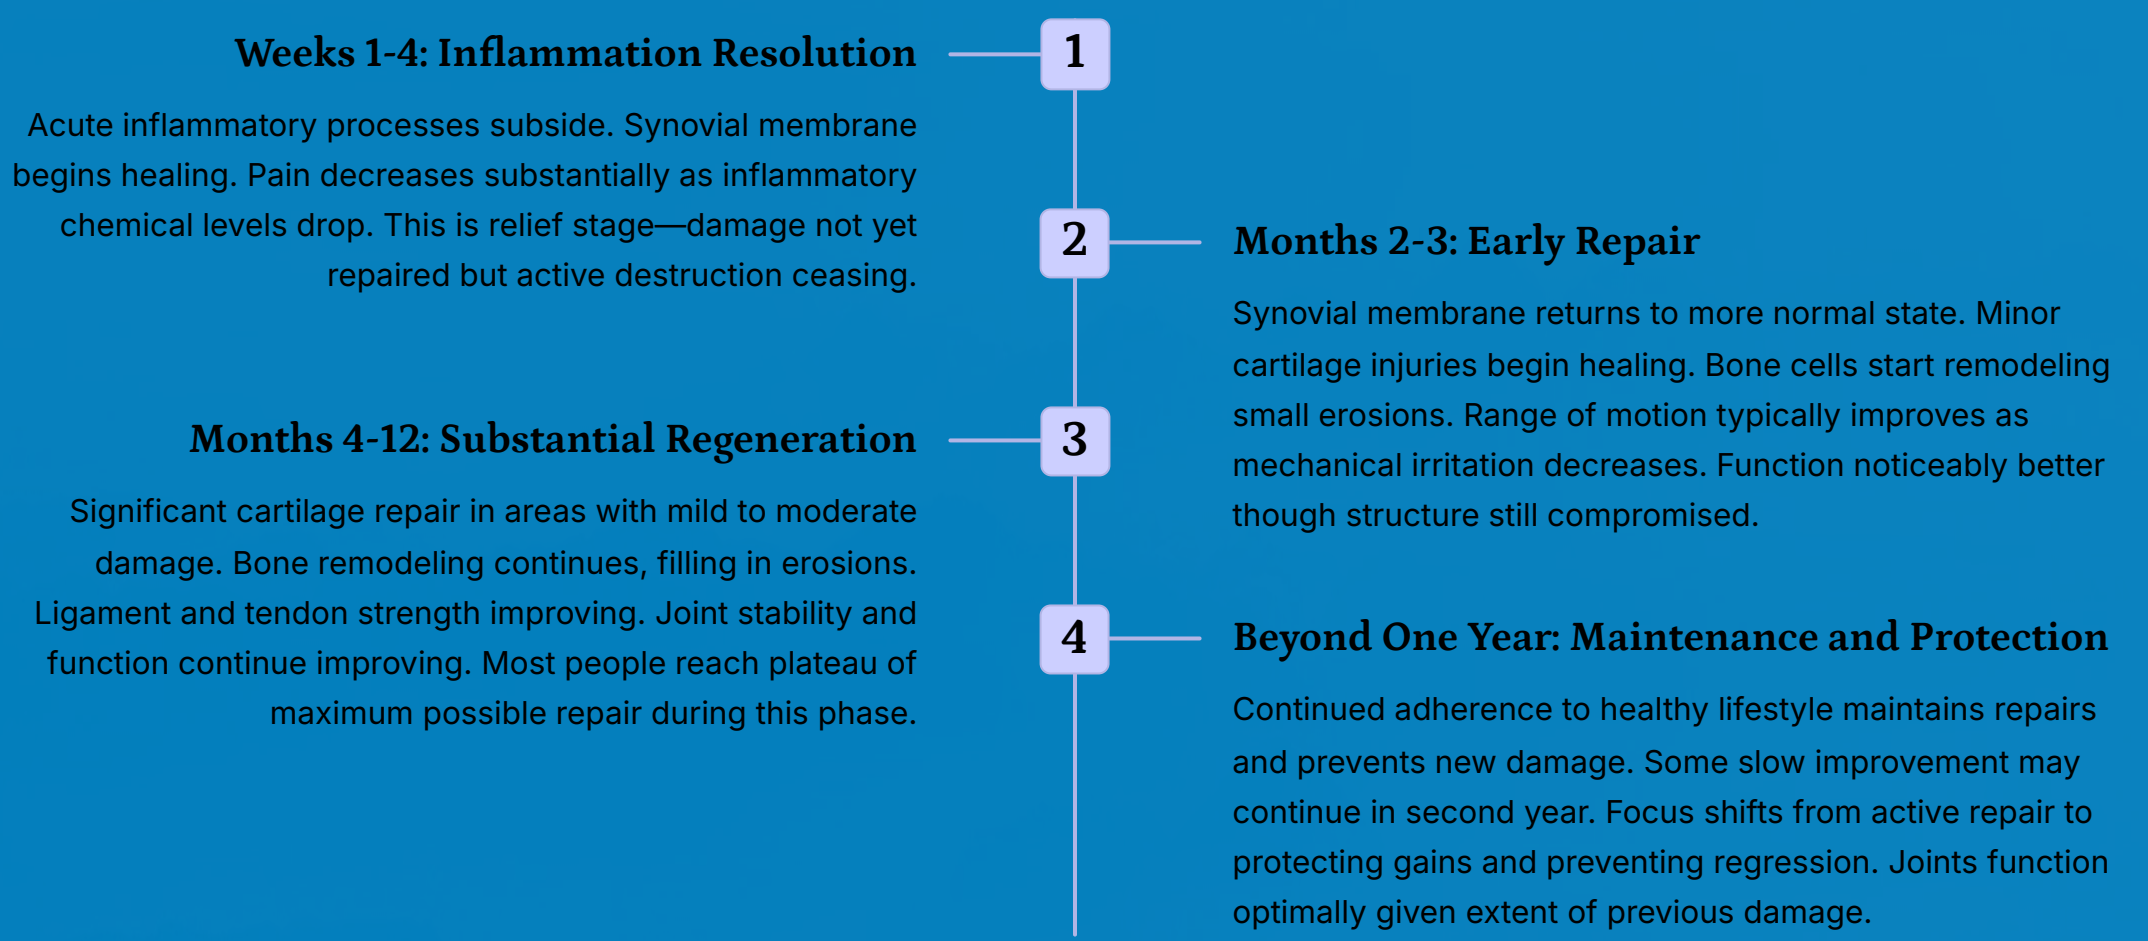 1
Weeks 1-4: Inflammation Resolution
Acute inflammatory processes subside. Synovial membrane
begins healing. Pain decreases substantially as inflammatory
chemical levels drop. This is relief stage—damage not yet
repaired but active destruction ceasing.
2
Months 2-3: Early Repair
Synovial membrane returns to more normal state. Minor
cartilage injuries begin healing. Bone cells start remodeling
small erosions. Range of motion typically improves as
mechanical irritation decreases. Function noticeably better
though structure still compromised.
3
Months 4-12: Substantial Regeneration
Significant cartilage repair in areas with mild to moderate
damage. Bone remodeling continues, filling in erosions.
Ligament and tendon strength improving. Joint stability and
function continue improving. Most people reach plateau of
maximum possible repair during this phase.
4
Beyond One Year: Maintenance and Protection
Continued adherence to healthy lifestyle maintains repairs
and prevents new damage. Some slow improvement may
continue in second year. Focus shifts from active repair to
protecting gains and preventing regression. Joints function
optimally given extent of previous damage.